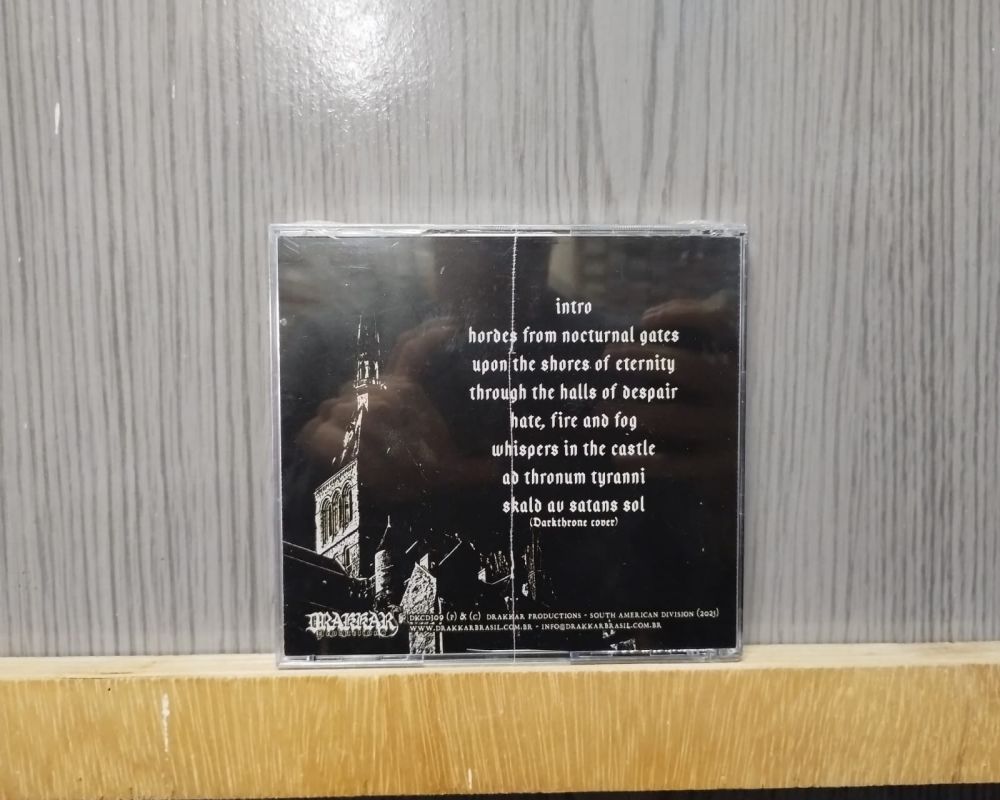 intro
hordes from nocturnal gates
upon the shores of eternity
through the halls of despair
hate, fire and fog
whispers in the castle
ad thronum tyranni
skald av satans sol
(Darkthrone cover)
DRAKKAR
Productions
DKCD109 (P) & (C) DRAKKAR PRODUCTIONS - SOUTH AMERICAN DIVISION (2025)
WWW.DRAKKARBRASIL.COM.BR - INFO@DRAKKARBRASIL.COM.BR